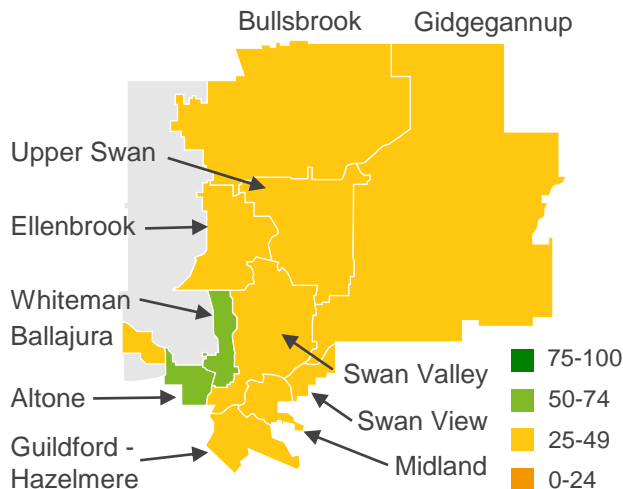 Bullsbrook
Gidgegannup
Upper Swan
Ellenbrook
Whiteman
Ballajura
Altone
Guildford -
Hazelmere
Swan Valley
Swan View
Midland
75-100
50-74
25-49
0-24